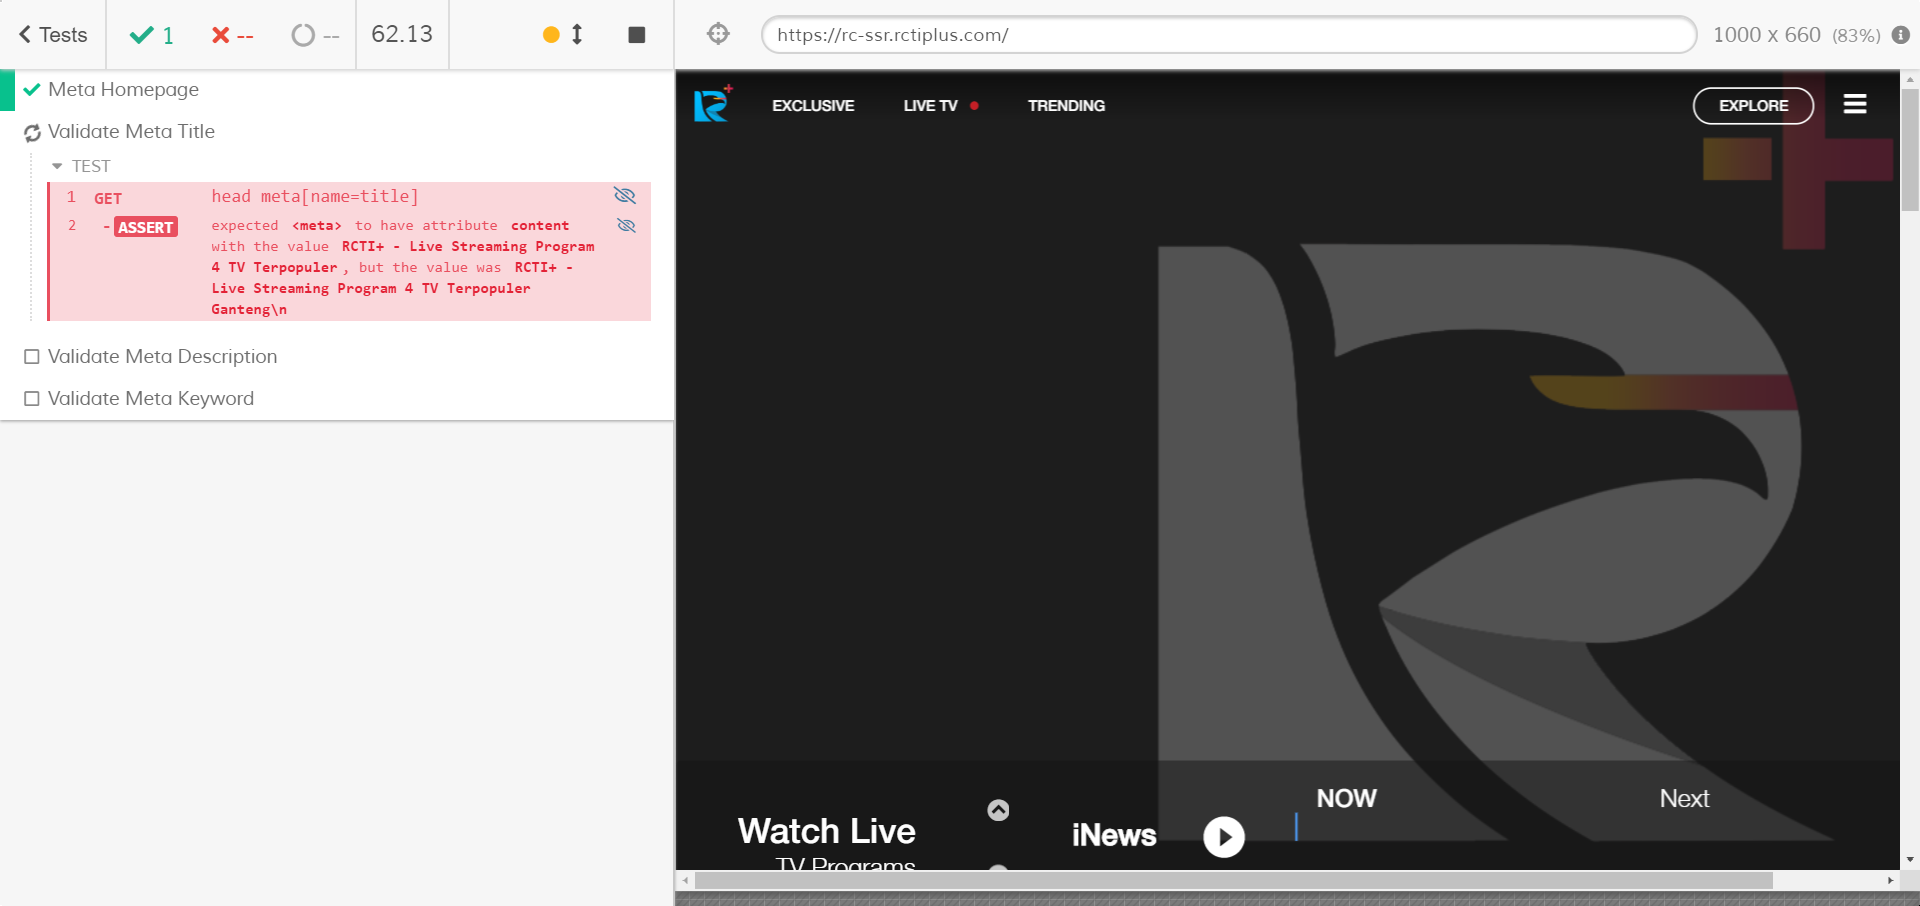 Tests
1
--
--
62.13
https://rc-ssr.rctiplus.com/
1000 x 660 (83%)
Meta Homepage
Validate Meta Title
TEST
1 GET head meta[name=title]
2 -ASSERT expected <meta> to have attribute content
with the value RCTI+ - Live Streaming Program
4 TV Terpopuler, but the value was RCTI+ -
Live Streaming Program 4 TV Terpopuler
Ganteng\n
Validate Meta Description
Validate Meta Keyword
EXCLUSIVE
LIVE TV
TRENDING
EXPLORE
NOW
Next
Watch Live
iNews
TV Programs